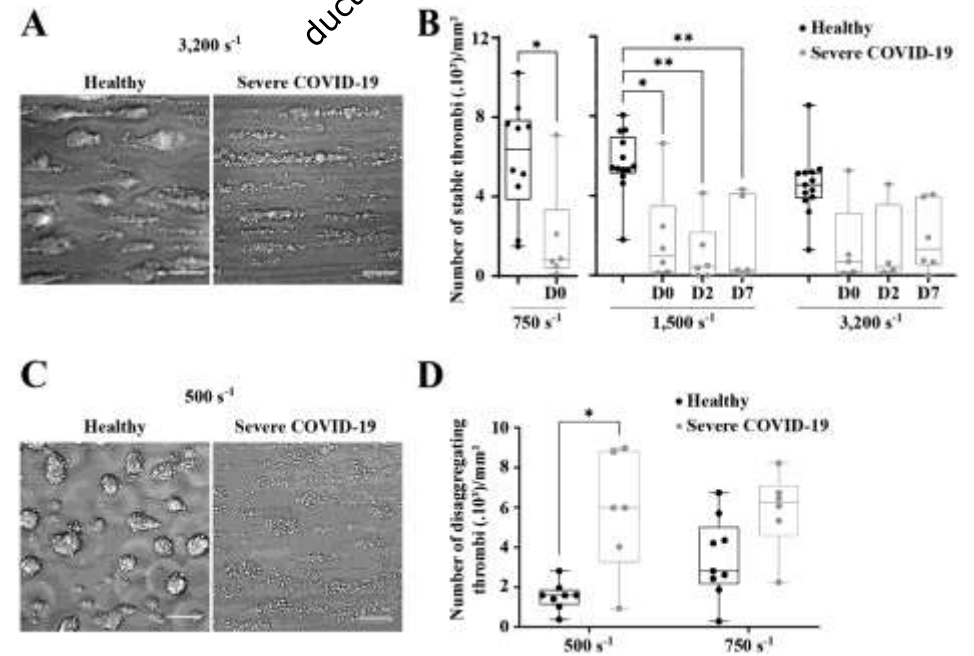 ducu
A
3,200 s⁻¹
Healthy
Severe COVID-19
B
Number of stable thrombi (.10²)/mm²
12
8
4
0
*
*
**
**
Healthy
Severe COVID-19
D0
D0
D2
D7
D0
D2
D7
750 s⁻¹
1,500 s⁻¹
3,200 s⁻¹
C
500 s⁻¹
Healthy
Severe COVID-19
D
Number of disaggregating
thrombi (.10²)/mm²
10
8
6
4
2
0
*
Healthy
Severe COVID-19
500 s⁻¹
750 s⁻¹